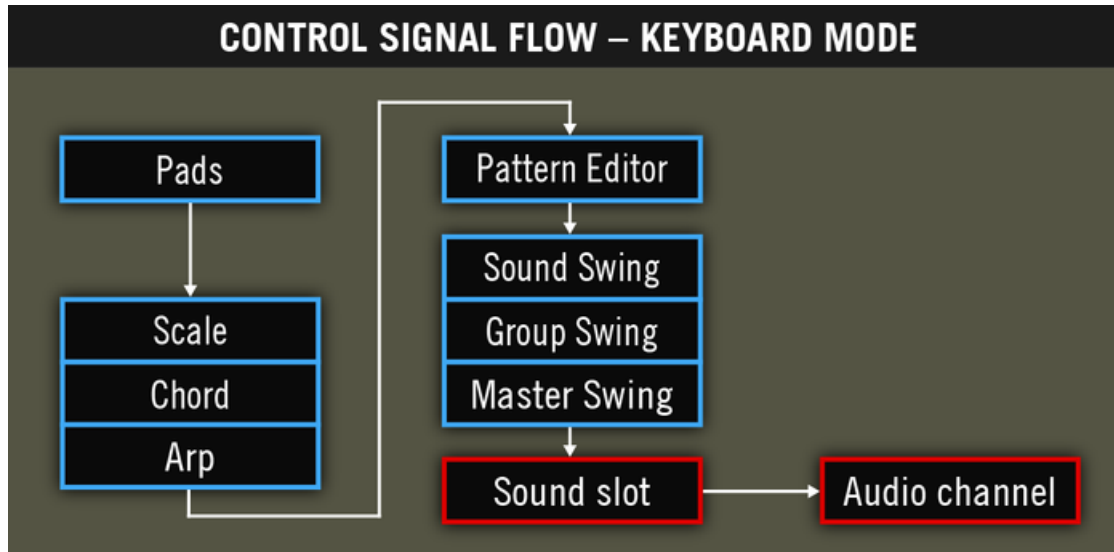 CONTROL SIGNAL FLOW – KEYBOARD MODE
Pads
Scale
Chord
Arp
Pattern Editor
Sound Swing
Group Swing
Master Swing
Sound slot
Audio channel